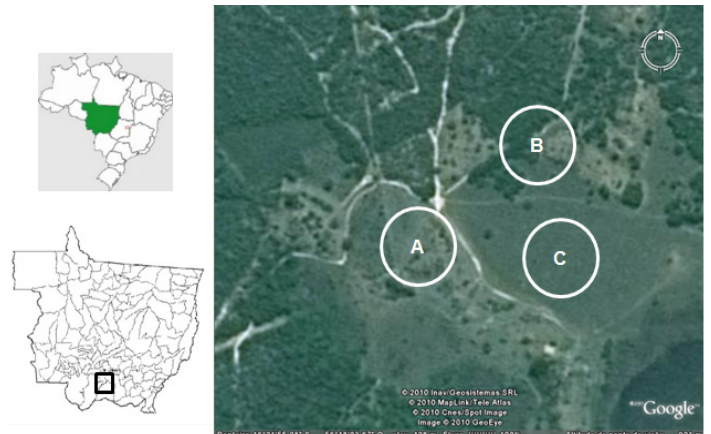 N
B
A
C
© 2010 Inav/Geosistemas SRL
© 2010 MapLink/Tele Atlas
© 2010 Cnes/Spot Image
Image © 2010 GeoEye
Google